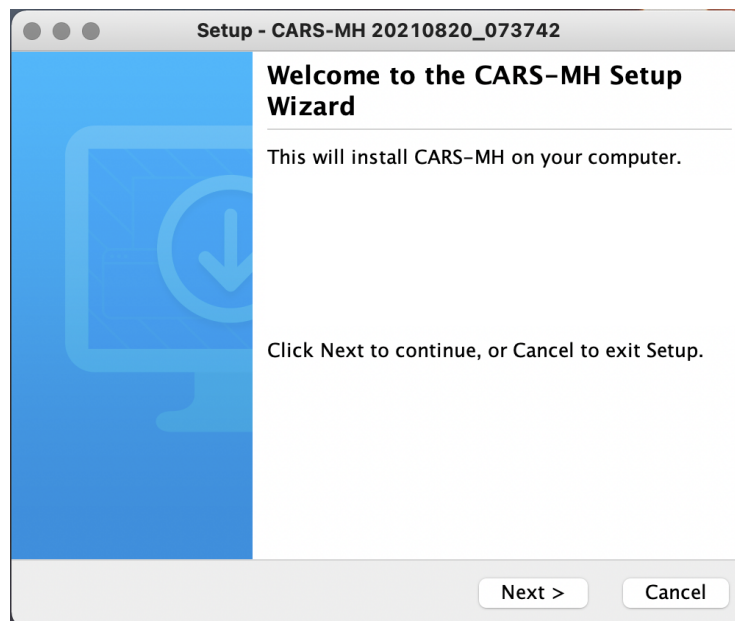 Setup - CARS-MH 20210820_073742
Welcome to the CARS-MH Setup
Wizard
This will install CARS-MH on your computer.
Click Next to continue, or Cancel to exit Setup.
Next >
Cancel